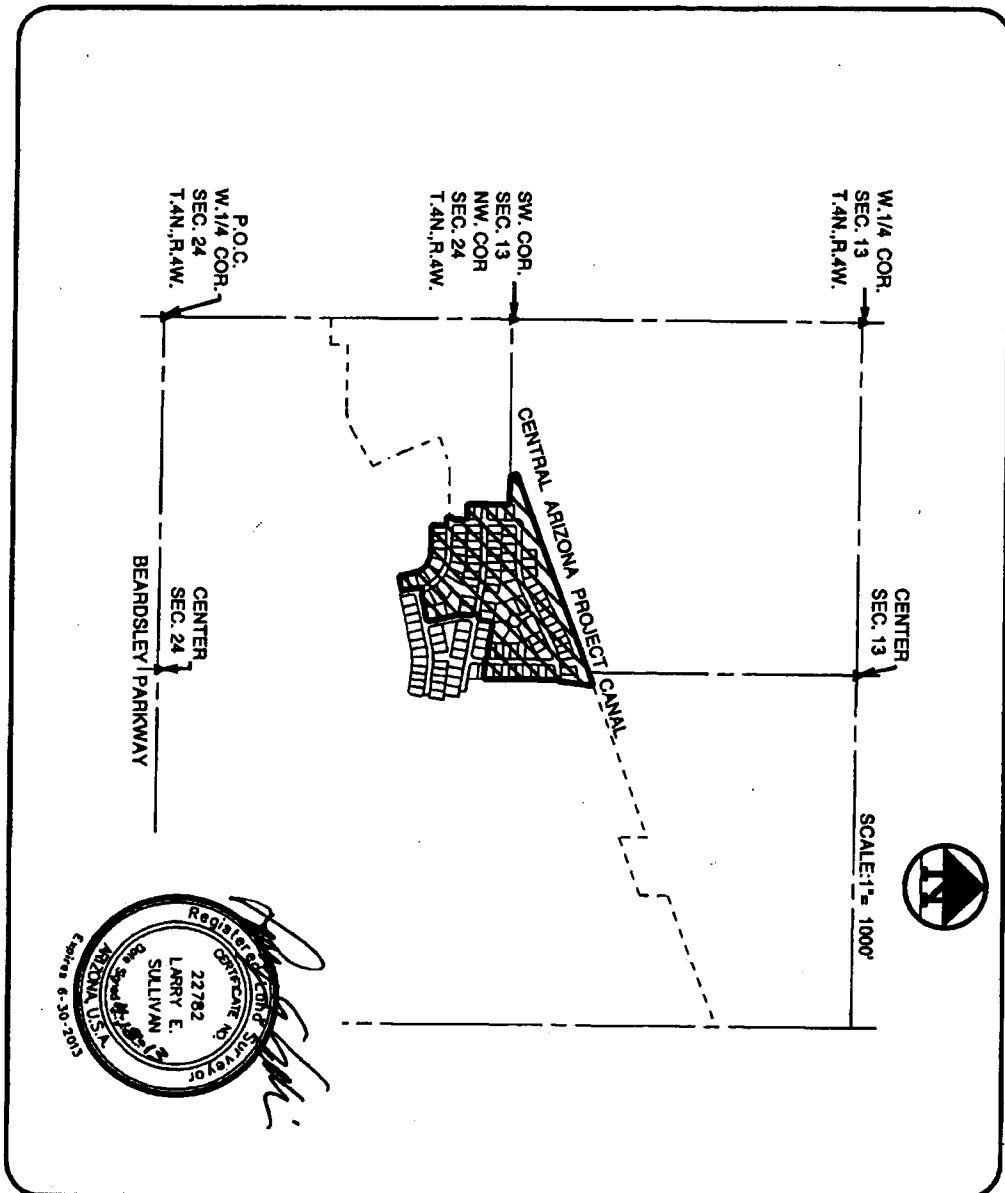 W.1/4 COR.
SEC. 13
T.4N.,R.4W.
CENTER
SEC. 13
SCALE:1"= 1000'
N
SW. COR.
SEC. 13
NW. COR
SEC. 24
T.4N.,R.4W.
CENTRAL ARIZONA PROJECT CANAL
P.O.C.
W.1/4 COR.
SEC. 24
T.4N.,R.4W.
CENTER
SEC. 24
BEARDSLEY PARKWAY
Registered Land Surveyor
CERTIFICATE NO.
22782
LARRY E.
SULLIVAN
Date Signed
ARIZONA, U.S.A.
Expires 6-30-2013